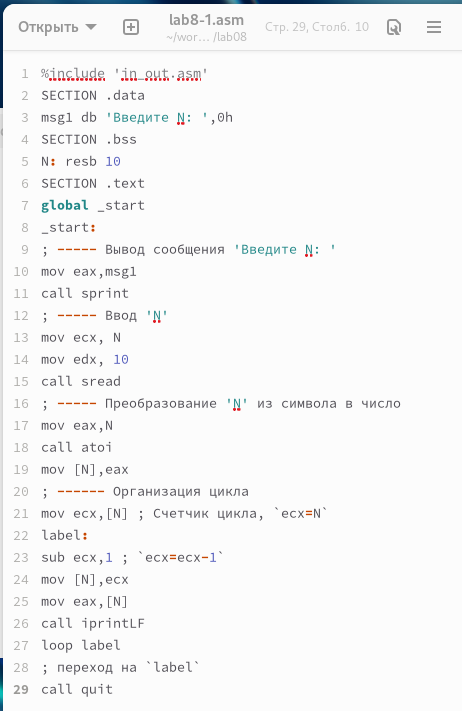 Открыть
lab8-1.asm
~/wor… /lab08
Стр. 29, Столб. 10
1 %include 'in_out.asm'
2 SECTION .data
3 msg1 db 'Введите N: ',0h
4 SECTION .bss
5 N: resb 10
6 SECTION .text
7 global _start
8 _start:
9 ; ----- Вывод сообщения 'Введите N: '
10 mov eax,msg1
11 call sprint
12 ; ----- Ввод 'N'
13 mov ecx, N
14 mov edx, 10
15 call sread
16 ; ----- Преобразование 'N' из символа в число
17 mov eax,N
18 call atoi
19 mov [N],eax
20 ; ------ Организация цикла
21 mov ecx,[N] ; Счетчик цикла, `ecx=N`
22 label:
23 sub ecx,1 ; `ecx=ecx-1`
24 mov [N],ecx
25 mov eax,[N]
26 call iprintLF
27 loop label
28 ; переход на `label`
29 call quit